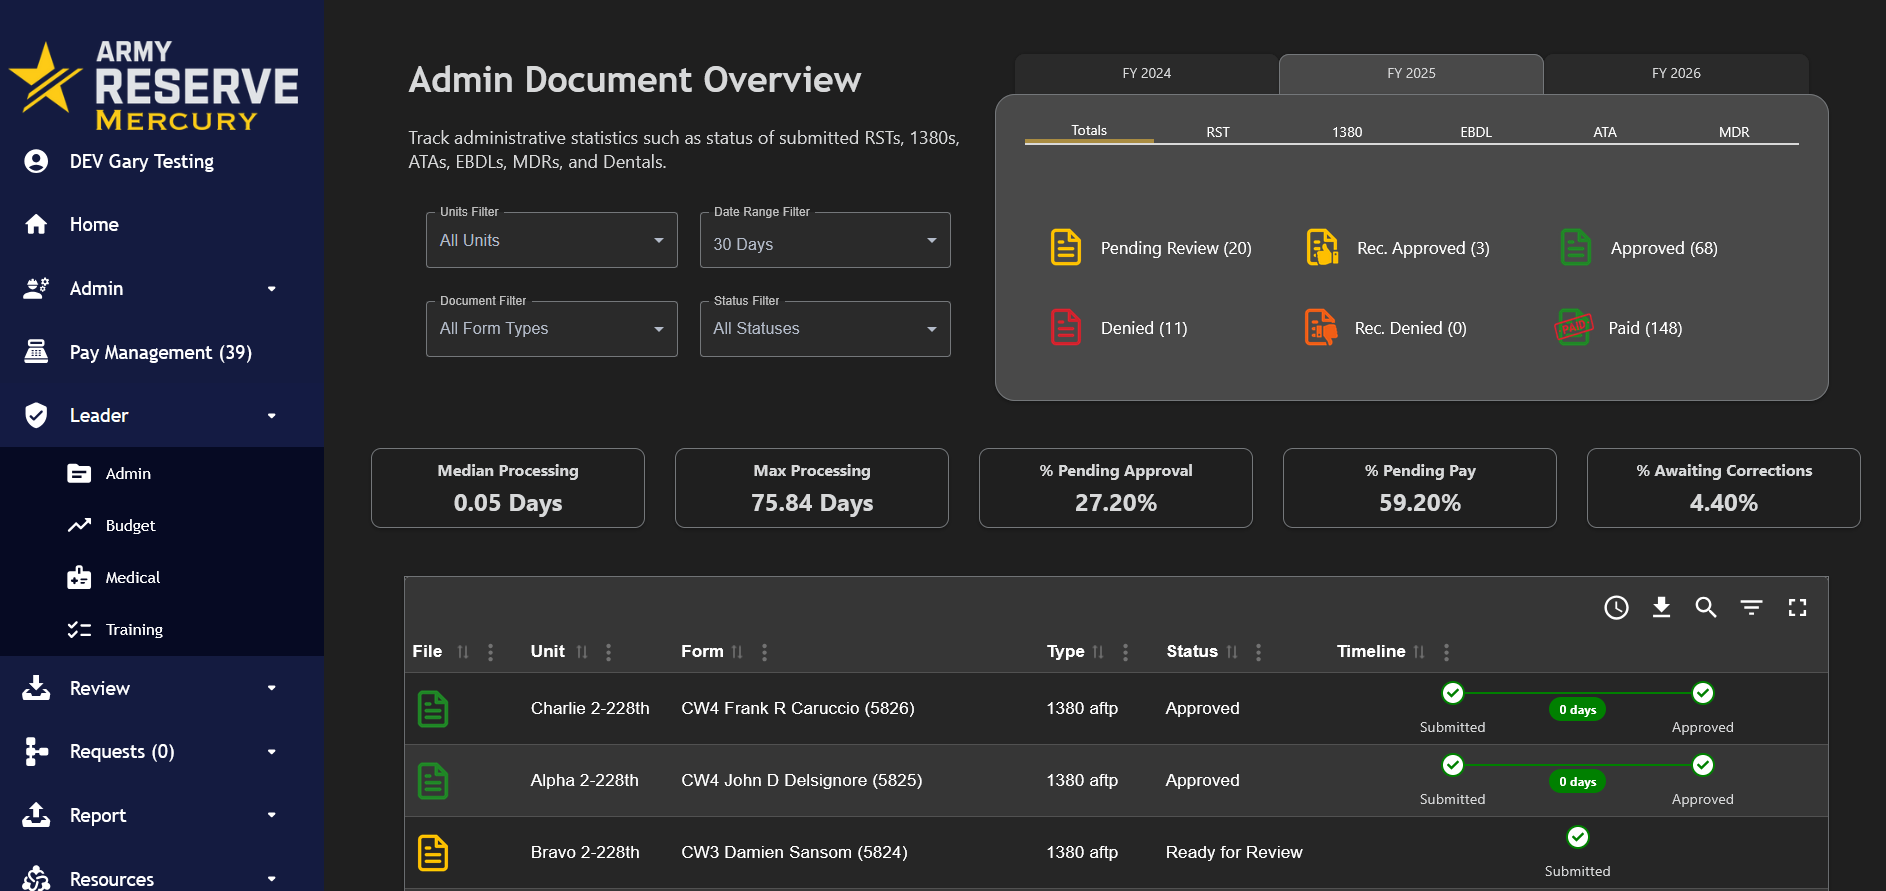 ARMY
RESERVE
MERCURY
DEV Gary Testing
Home
Admin
Pay Management (39)
Leader
Admin
Budget
Medical
Training
Review
Requests (0)
Report
Resources
Admin Document Overview
Track administrative statistics such as status of submitted RSTs, 1380s,
ATAs, EBDLs, MDRs, and Dentals.
Units Filter
All Units
Date Range Filter
30 Days
Document Filter
All Form Types
Status Filter
All Statuses
FY 2024
FY 2025
FY 2026
Totals
RST
1380
EBDL
ATA
MDR
Pending Review (20)
Rec. Approved (3)
Approved (68)
Denied (11)
Rec. Denied (0)
PAID
Paid (148)
Median Processing
0.05 Days
Max Processing
75.84 Days
% Pending Approval
27.20%
% Pending Pay
59.20%
% Awaiting Corrections
4.40%
File
Unit
Form
Type
Status
Timeline
Charlie 2-228th
CW4 Frank R Caruccio (5826)
1380 aftp
Approved
0 days
Submitted
Approved
Alpha 2-228th
CW4 John D Delsignore (5825)
1380 aftp
Approved
0 days
Submitted
Approved
Bravo 2-228th
CW3 Damien Sansom (5824)
1380 aftp
Ready for Review
Submitted